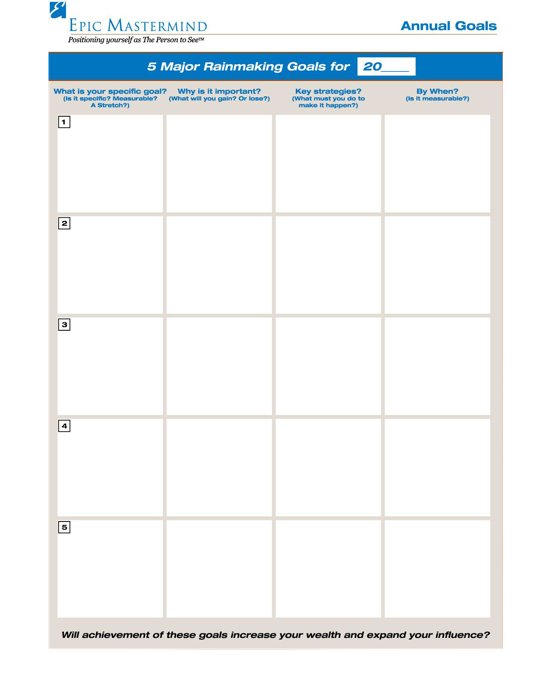 EPIC MASTERMIND
Positioning yourself as The Person to See™
Annual Goals
5 Major Rainmaking Goals for 20____
What is your specific goal?
(Is it specific? Measurable?
A Stretch?)
Why is it important?
(What will you gain? Or lose?)
Key strategies?
(What must you do to
make it happen?)
By When?
(Is it measurable?)
1
2
3
4
5
Will achievement of these goals increase your wealth and expand your influence?